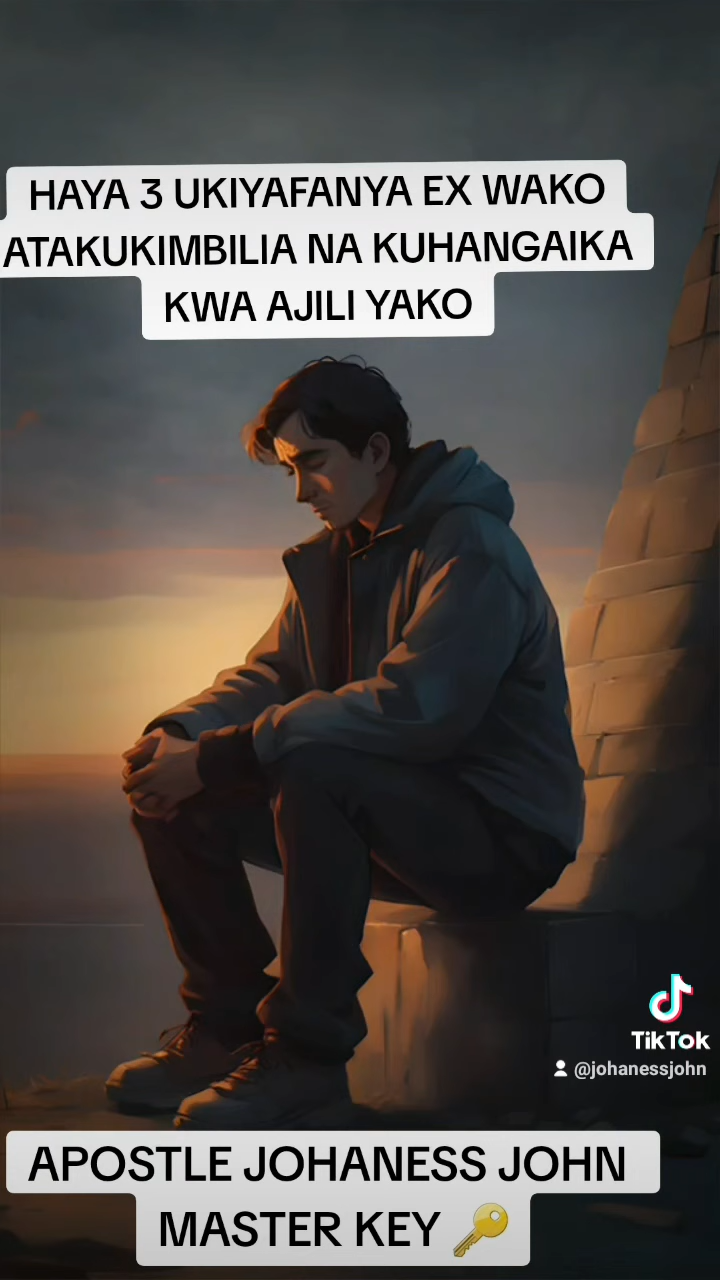 HAYA 3 UKIYAFANYA EX WAKO
ATAKUKIMBILIA NA KUHANGAIKA
KWA AJILI YAKO
TikTok
@johanessjohn
APOSTLE JOHANESS JOHN
MASTER KEY 🔑